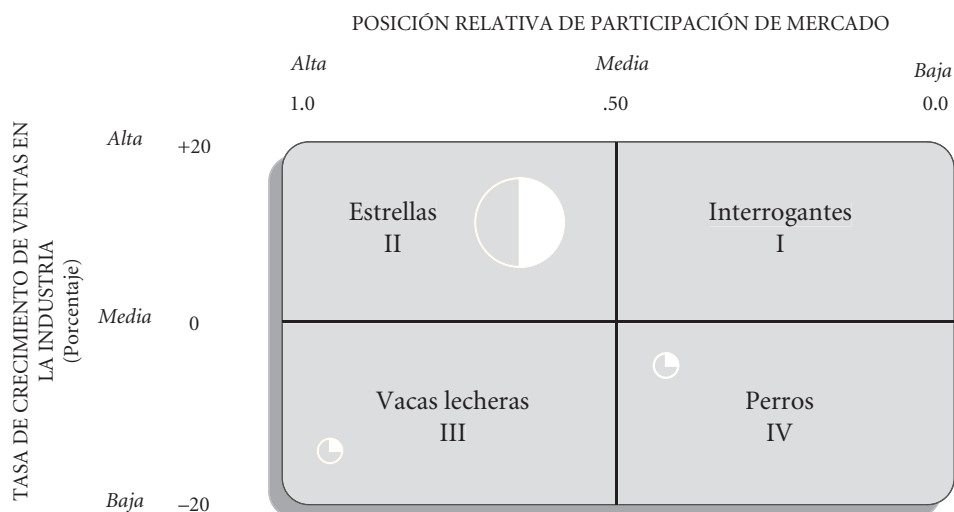 POSICIÓN RELATIVA DE PARTICIPACIÓN DE MERCADO
Alta
Media
Baja
1.0
.50
0.0
TASA DE CRECIMIENTO DE VENTAS EN
LA INDUSTRIA
(Porcentaje)
Alta
+20
Estrellas
II
Interrogantes
I
Media
0
Vacas lecheras
III
Perros
IV
Baja
–20